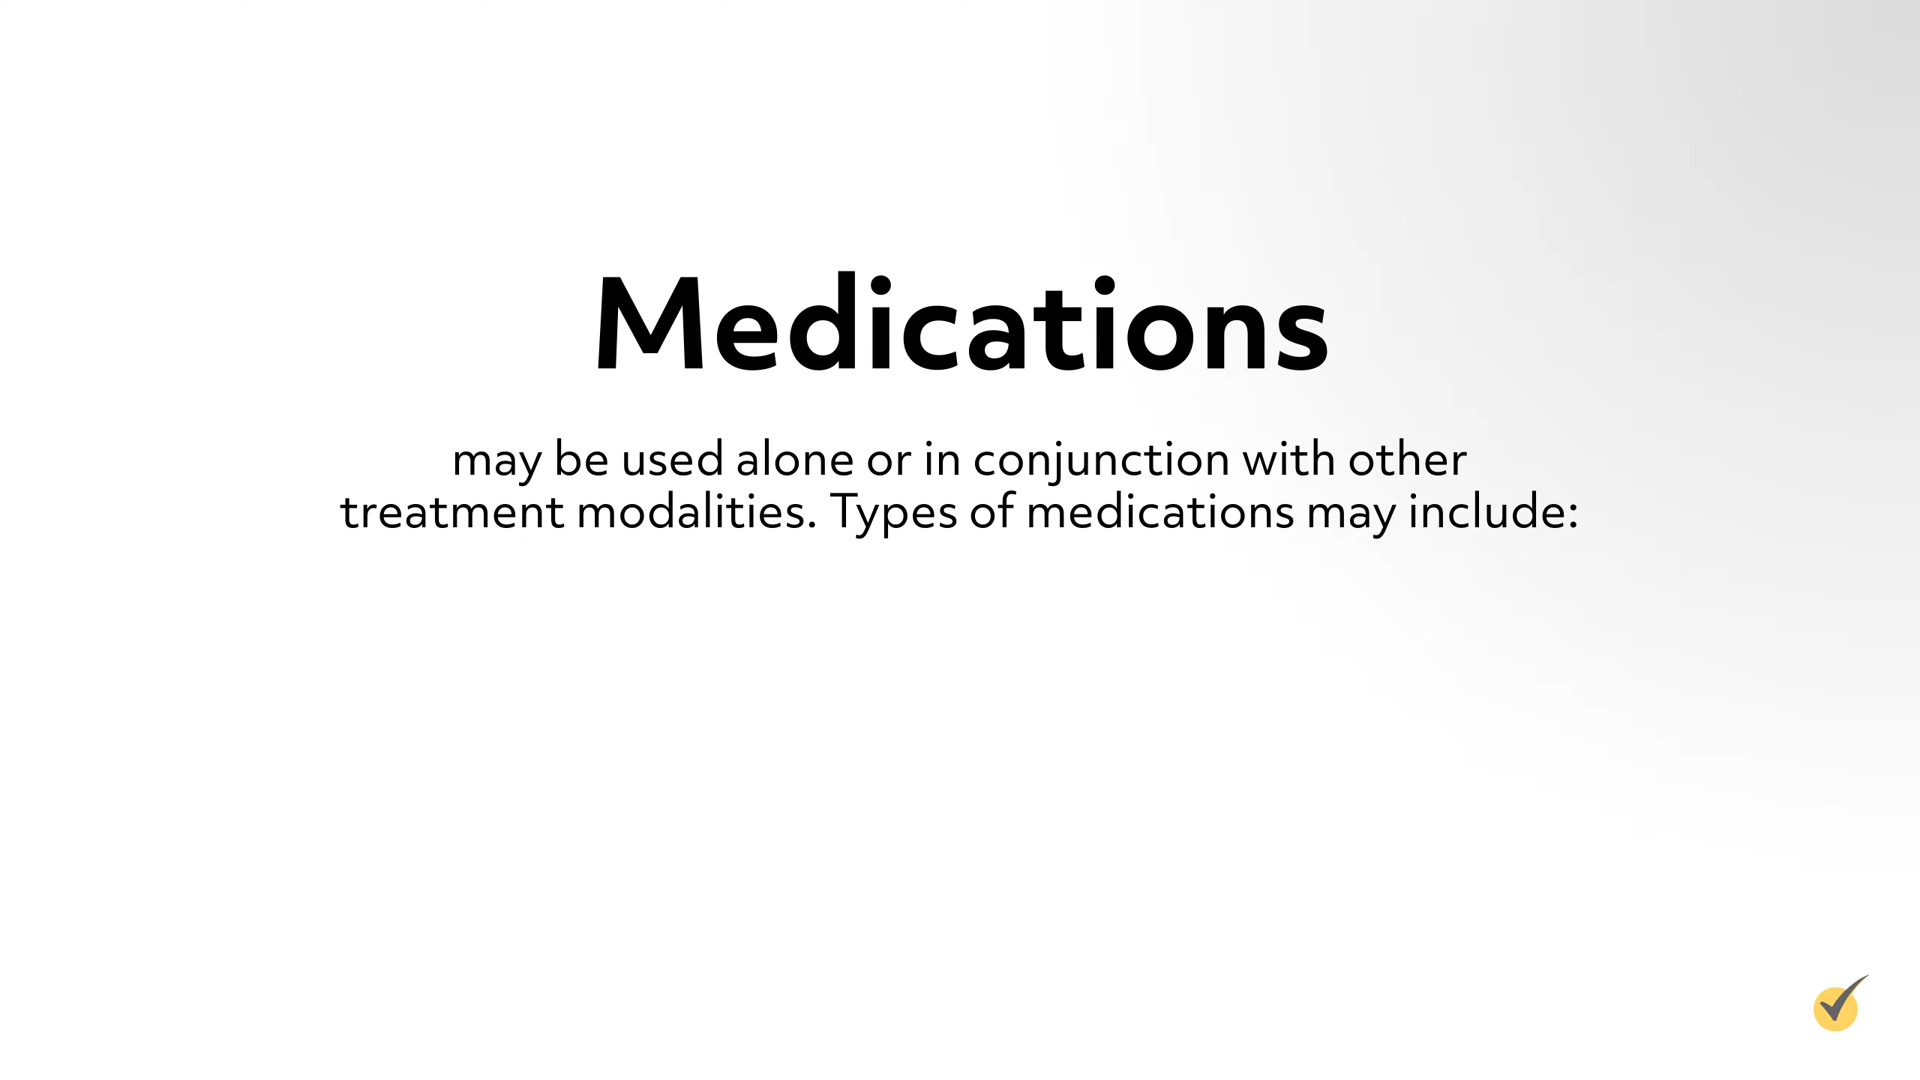 Medications
may be used alone or in conjunction with other
treatment modalities. Types of medications may include: